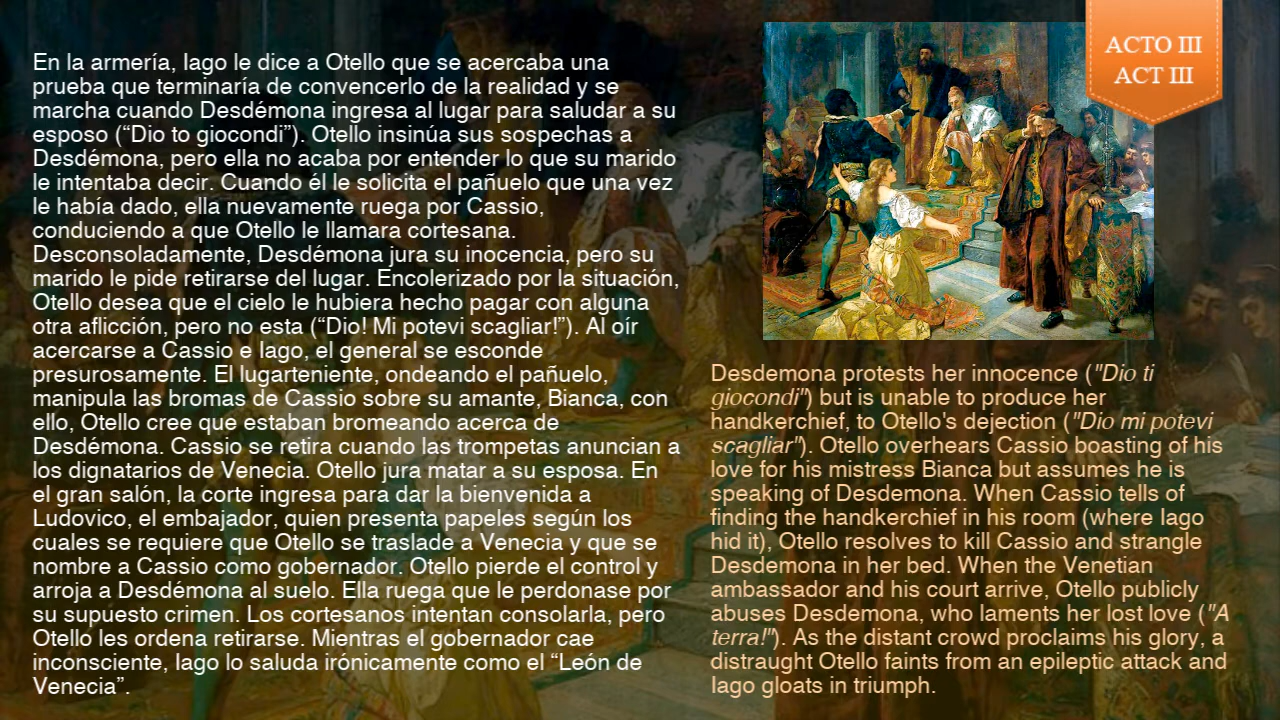 En la armería, Iago le dice a Otello que se acercaba una
prueba que terminaría de convencerlo de la realidad y se
marcha cuando Desdémona ingresa al lugar para saludar a su
esposo (“Dio to giocondi”). Otello insinúa sus sospechas a
Desdémona, pero ella no acaba por entender lo que su marido
le intentaba decir. Cuando él le solicita el pañuelo que una vez
le había dado, ella nuevamente ruega por Cassio,
conduciendo a que Otello le llamara cortesana.
Desconsoladamente, Desdémona jura su inocencia, pero su
marido le pide retirarse del lugar. Encolerizado por la situación,
Otello desea que el cielo le hubiera hecho pagar con alguna
otra aflicción, pero no esta (“Dio! Mi potevi scagliar!”). Al oír
acercarse a Cassio e Iago, el general se esconde
presurosamente. El lugarteniente, ondeando el pañuelo,
manipula las bromas de Cassio sobre su amante, Bianca, con
ello, Otello cree que estaban bromeando acerca de
Desdémona. Cassio se retira cuando las trompetas anuncian a
los dignatarios de Venecia. Otello jura matar a su esposa. En
el gran salón, la corte ingresa para dar la bienvenida a
Ludovico, el embajador, quien presenta papeles según los
cuales se requiere que Otello se traslade a Venecia y que se
nombre a Cassio como gobernador. Otello pierde el control y
arroja a Desdémona al suelo. Ella ruega que le perdonase por
su supuesto crimen. Los cortesanos intentan consolarla, pero
Otello les ordena retirarse. Mientras el gobernador cae
inconsciente, Iago lo saluda irónicamente como el “León de
Venecia”.
ACTO III
ACT III
Desdemona protests her innocence ("Dio ti
giocondi") but is unable to produce her
handkerchief, to Otello's dejection ("Dio mi potevi
scagliar"). Otello overhears Cassio boasting of his
love for his mistress Bianca but assumes he is
speaking of Desdemona. When Cassio tells of
finding the handkerchief in his room (where Iago
hid it), Otello resolves to kill Cassio and strangle
Desdemona in her bed. When the Venetian
ambassador and his court arrive, Otello publicly
abuses Desdemona, who laments her lost love ("A
terra!"). As the distant crowd proclaims his glory, a
distraught Otello faints from an epileptic attack and
Iago gloats in triumph.